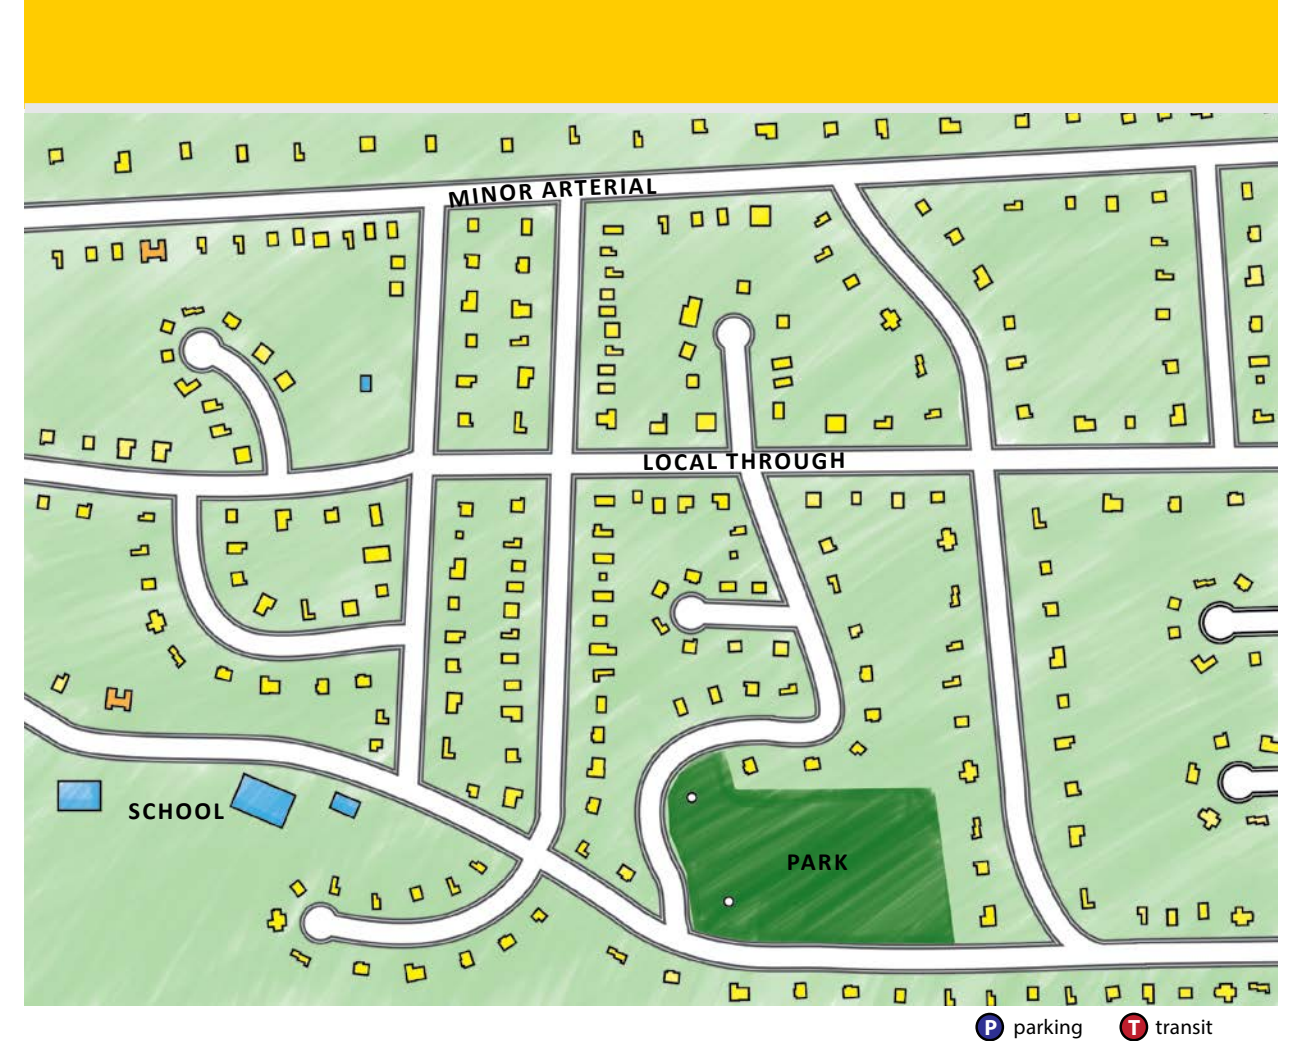 MINOR ARTERIAL
LOCAL THROUGH
SCHOOL
PARK
P parking T transit